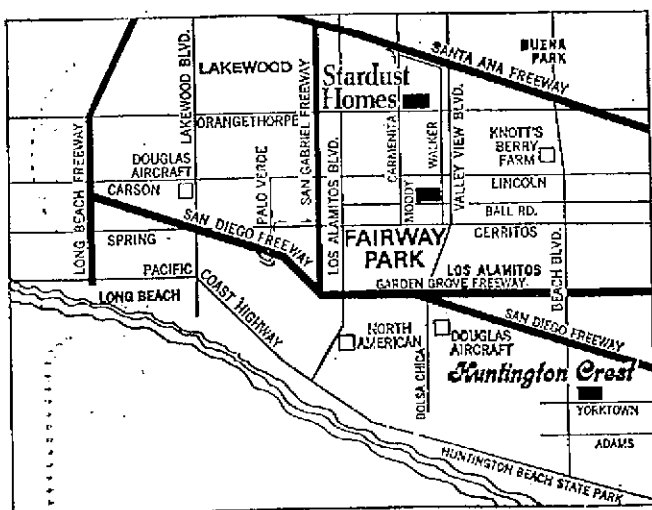 BUENA
PARK
SANTA ANA FREEWAY
LAKEWOOD BLVD.
LAKEWOOD
SAN GABRIEL FREEWAY
Stardust
Homes
ORANGETHORPE
LOS ALAMITOS BLVD.
CARMENITA
WALKER
VALLEY VIEW BLVD.
KNOTT'S
BERRY
FARM
LONG BEACH FREEWAY
DOUGLAS
AIRCRAFT
CARSON
PALO VERDE
MOODY
LINCOLN
BALL RD.
CERRITOS
SAN DIEGO FREEWAY
SPRING
FAIRWAY
PARK
PACIFIC
COAST HIGHWAY
LONG BEACH
LOS ALAMITOS
GARDEN GROVE FREEWAY
BEACH BLVD.
SAN DIEGO FREEWAY
NORTH
AMERICAN
BOLSA CHICA
DOUGLAS
AIRCRAFT
Huntington Crest
YORKTOWN
ADAMS
HUNTINGTON BEACH STATE PARK